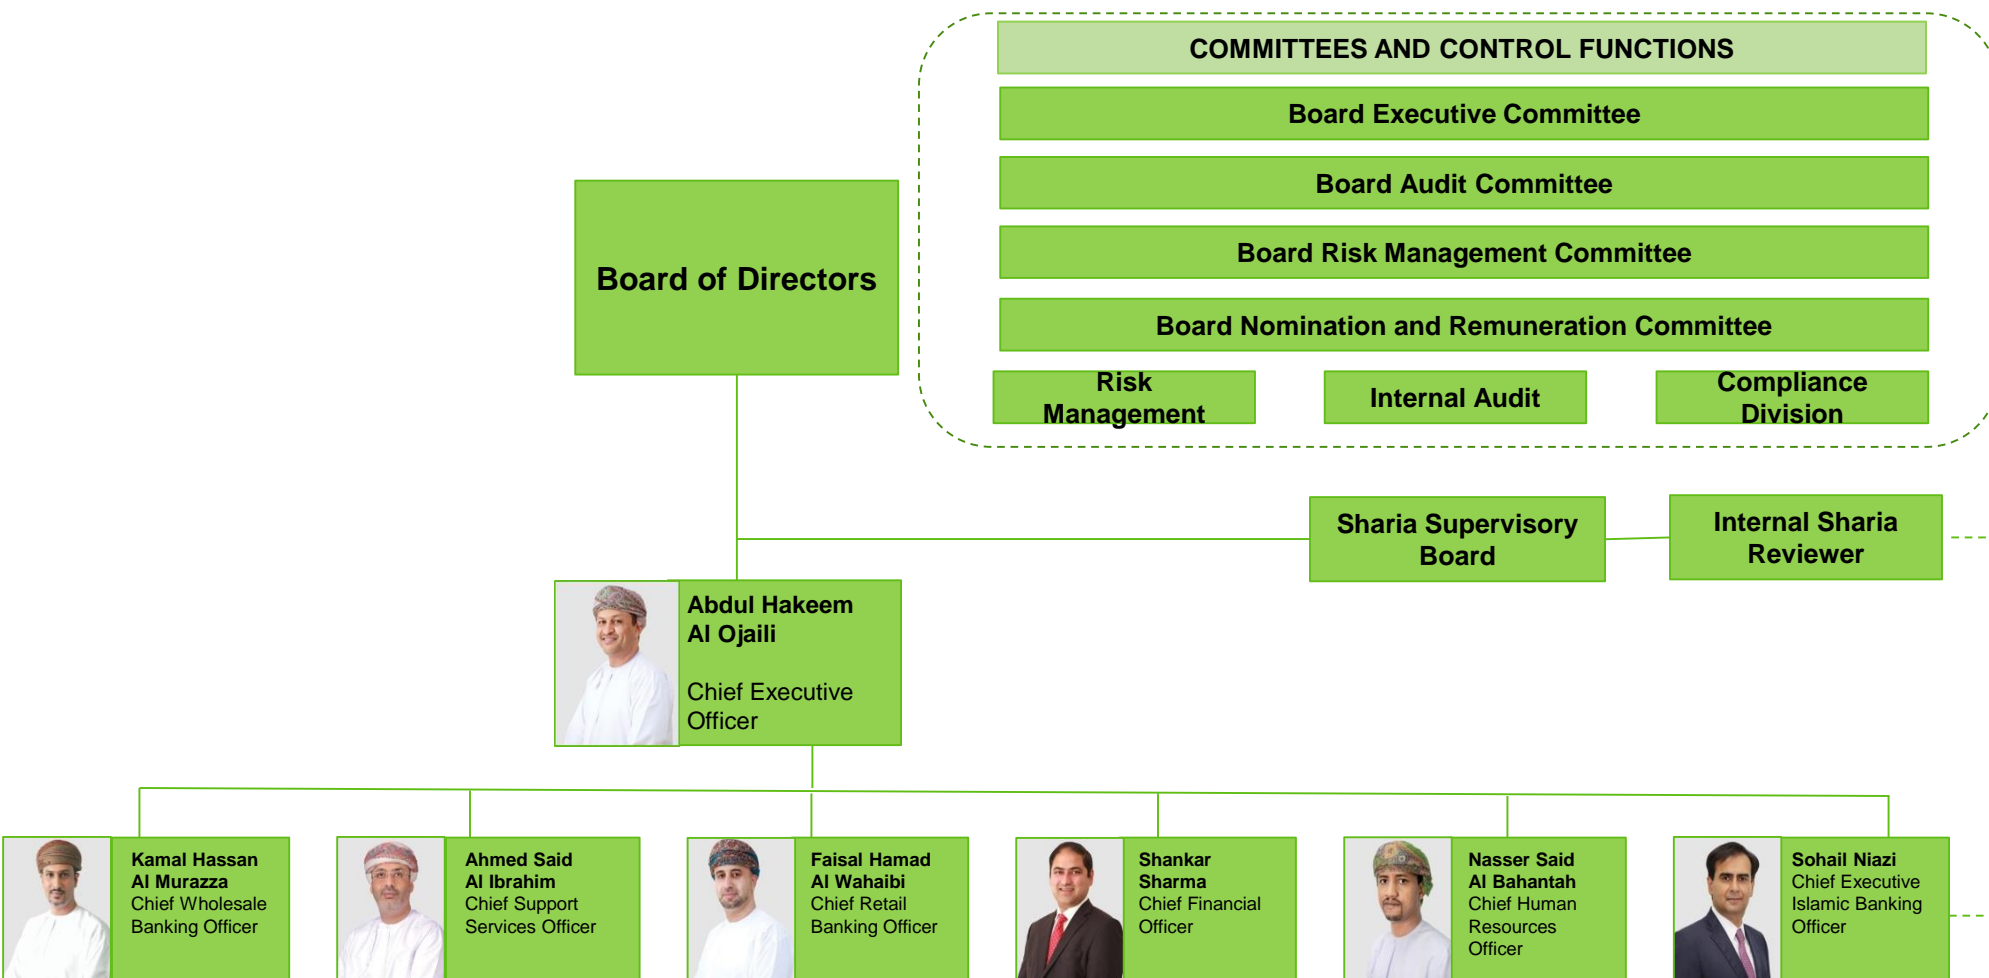 COMMITTEES AND CONTROL FUNCTIONS
Board Executive Committee
Board Audit Committee
Board Risk Management Committee
Board Nomination and Remuneration Committee
Risk
Management
Internal Audit
Compliance
Division
Board of Directors
Sharia Supervisory
Board
Internal Sharia
Reviewer
Abdul Hakeem
Al Ojaili
Chief Executive
Officer
Kamal Hassan
Al Murazza
Chief Wholesale
Banking Officer
Ahmed Said
Al Ibrahim
Chief Support
Services Officer
Faisal Hamad
Al Wahaibi
Chief Retail
Banking Officer
Shankar
Sharma
Chief Financial
Officer
Nasser Said
Al Bahantah
Chief Human
Resources
Officer
Sohail Niazi
Chief Executive
Islamic Banking
Officer